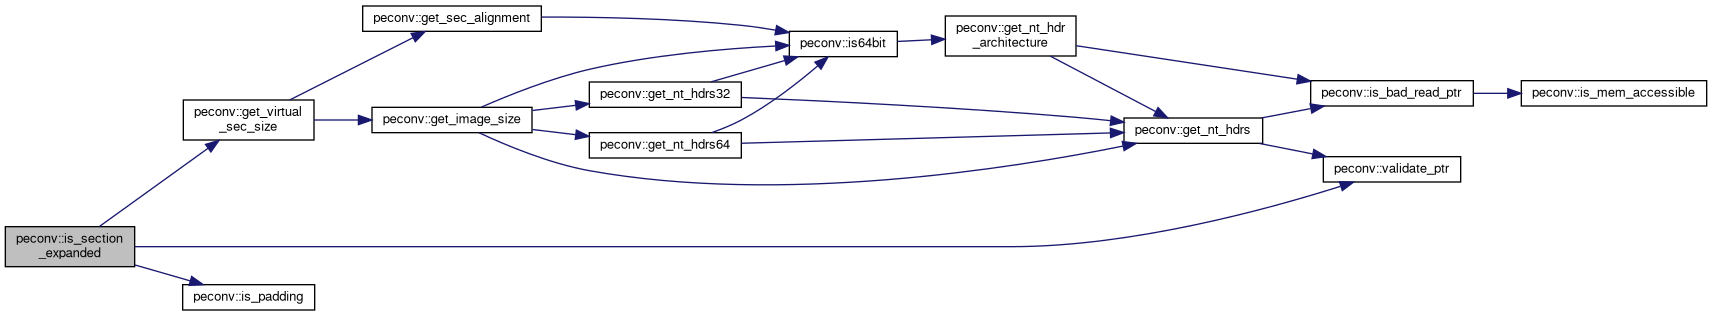 peconv::get_sec_alignment
peconv::get_nt_hdr
_architecture
peconv::is64bit
peconv::get_nt_hdrs32
peconv::is_bad_read_ptr
peconv::is_mem_accessible
peconv::get_virtual
_sec_size
peconv::get_image_size
peconv::get_nt_hdrs
peconv::get_nt_hdrs64
peconv::validate_ptr
peconv::is_section
_expanded
peconv::is_padding